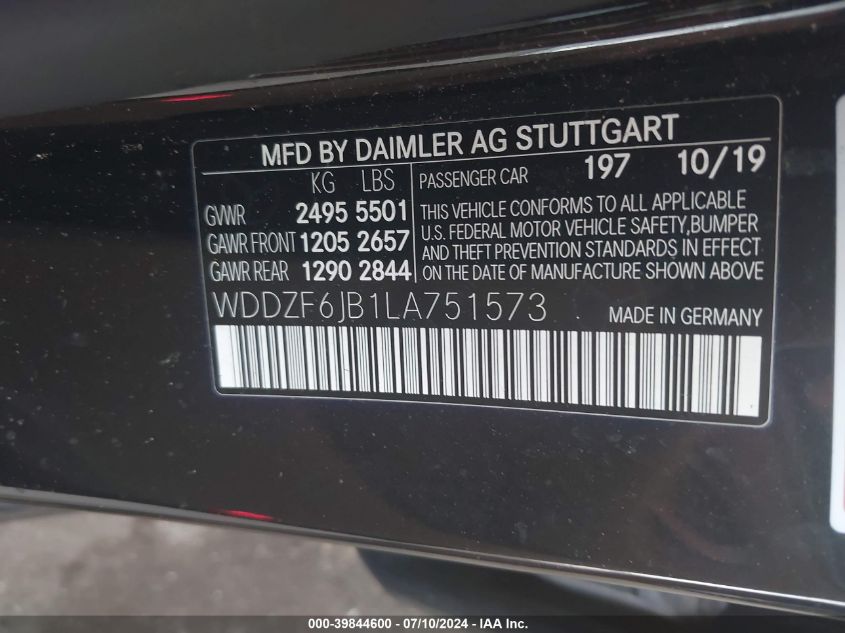 MFD BY DAIMLER AG STUTTGART
KG LBS
GVWR 2495 5501
GAWR FRONT 1205 2657
GAWR REAR 1290 2844
PASSENGER CAR 197 10/19
THIS VEHICLE CONFORMS TO ALL APPLICABLE
U.S. FEDERAL MOTOR VEHICLE SAFETY,BUMPER
AND THEFT PREVENTION STANDARDS IN EFFECT
ON THE DATE OF MANUFACTURE SHOWN ABOVE
WDDZF6JB1LA751573
MADE IN GERMANY
000-39844600 / 07/10/2024 - IAA, Inc.